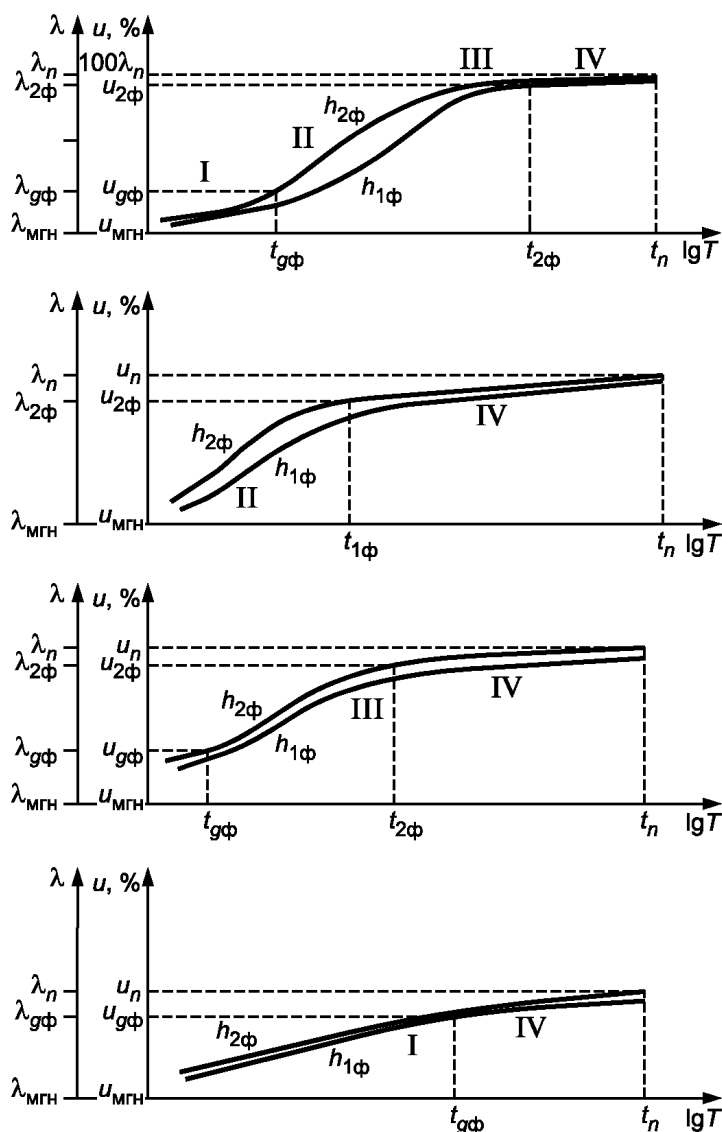 λ u, %
III IV
λn 100λn
λ2ф u2ф
h2ф
II
I
h1ф
λgф ugф
λмгн uмгн
tgф t2ф tn lgT
λ u, %
λn un
λ2ф u2ф
h2ф
IV
h1ф
II
λмгн uмгн
t1ф tn lgT
λ u, %
λn un
λ2ф u2ф
IV
h2ф
III
h1ф
λgф ugф
λмгн uмгн
tgф t2ф tn lgT
λ u, %
λn un
λgф ugф
IV
h2ф
I
h1ф
λмгн uмгн
tgф tn lgT